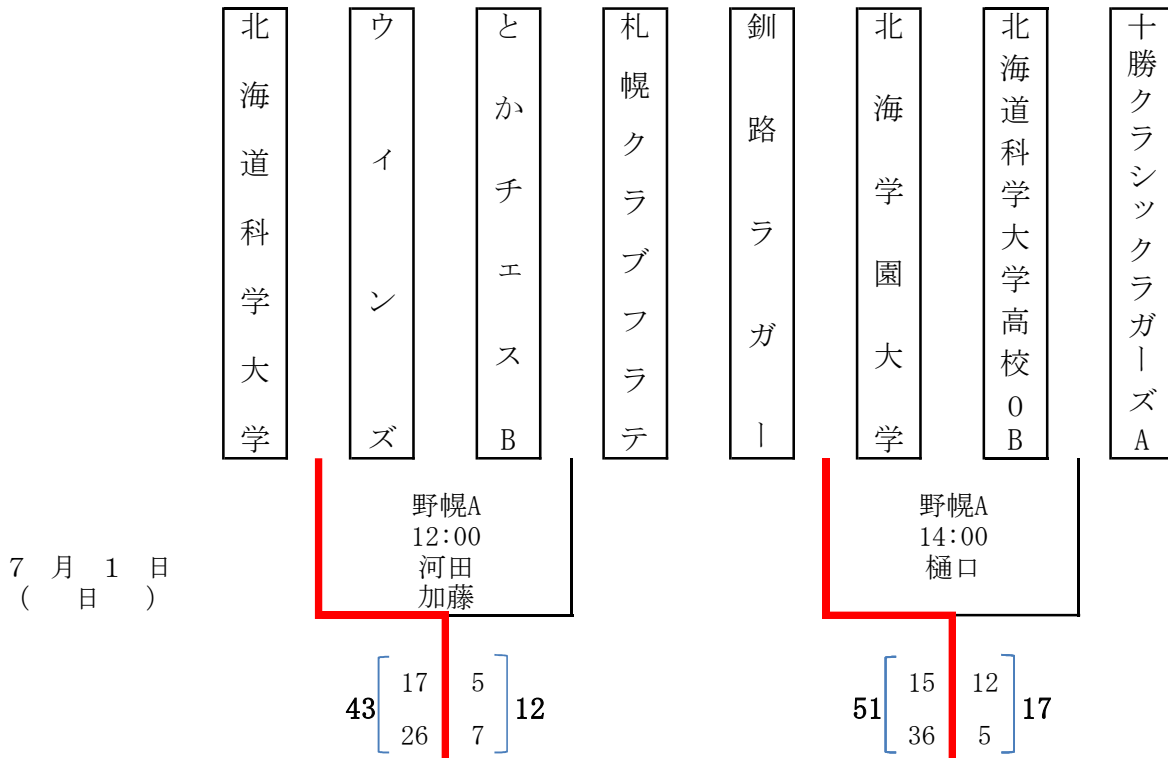 北海道科学大学
ウィンズ
とかチェスB
札幌クラブフラテ
釧路ラガー
北海学園大学
北海道科学大学高校OB
十勝クラシックラガーズA
野幌A
12:00
河田
加藤
野幌A
14:00
樋口
7 月 1 日
( 日 )
43 17 5 12
26 7
51 15 12 17
36 5